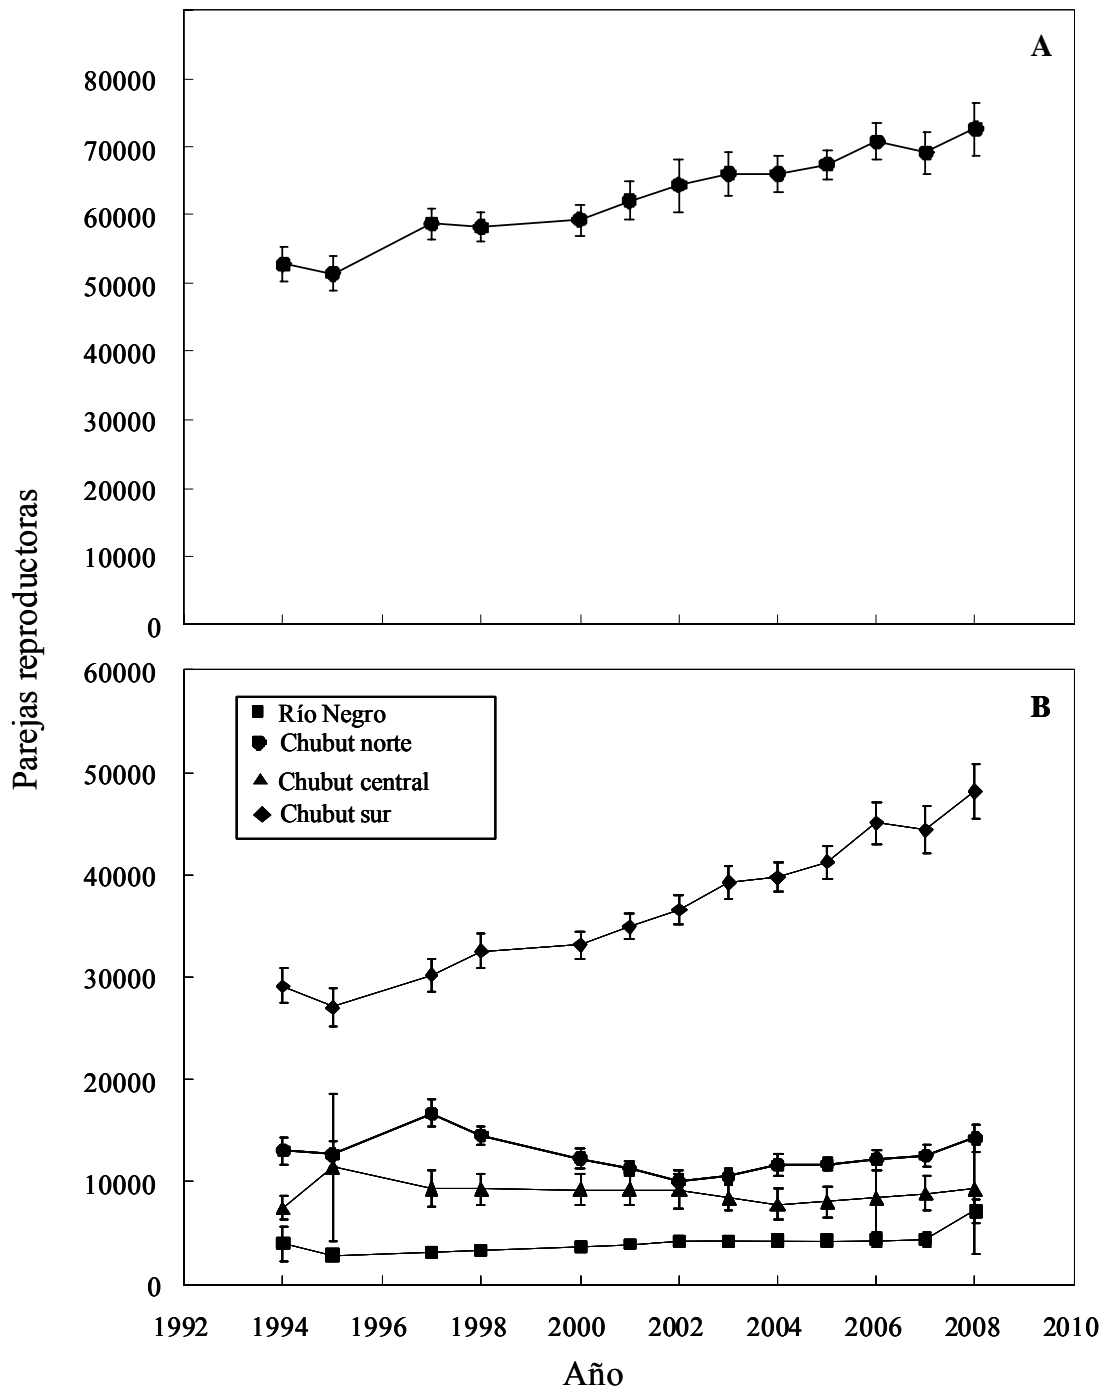 A
80000
70000
60000
50000
40000
30000
20000
10000
0
Parejas reproductoras
60000
B
Río Negro
Chubut norte
Chubut central
Chubut sur
50000
40000
30000
20000
10000
0
1992 1994 1996 1998 2000 2002 2004 2006 2008 2010
Año